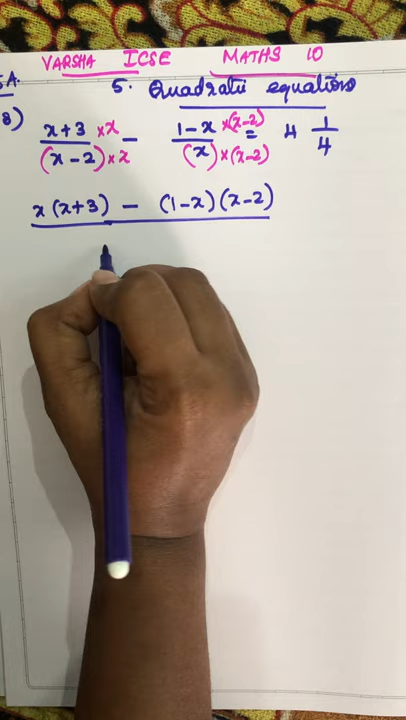 VARSHA ICSE MATHS 10
5. Quadratic equations
8) (x+3 ×x)/((x-2)×x) - (1-x ×(x-2))/((x)×(x-2)) = 4 1/4
x(x+3) - (1-x)(x-2)